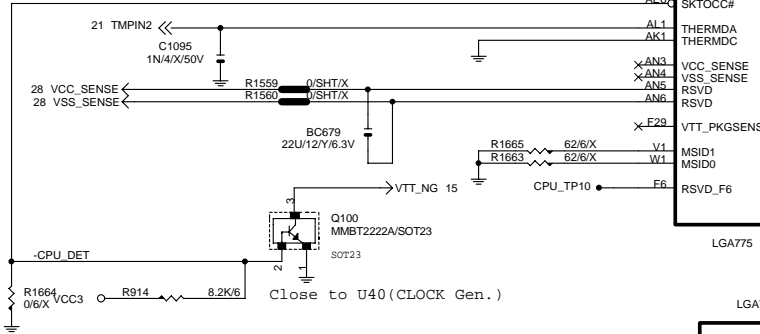 SKTOCC#
21 TMPIN2
AL1 THERMDA
AK1 THERMDC
C1095
1N/4/X/50V
AN3 VCC_SENSE
AN4 VSS_SENSE
28 VCC_SENSE R1559 0/SHT/X AN5 RSVD
28 VSS_SENSE R1560 0/SHT/X AN6 RSVD
F29 VTT_PKGSENS
BC679
22U/12/Y/6.3V
R1665 62/6/X V1 MSID1
R1663 62/6/X W1 MSID0
VTT_NG 15
CPU_TP10 F6 RSVD_F6
3
Q100
MMBT2222A/SOT23
SOT23
2 1
LGA775
-CPU_DET
R1664
0/6/X
VCC3 R914 8.2K/6
Close to U40(CLOCK Gen.)